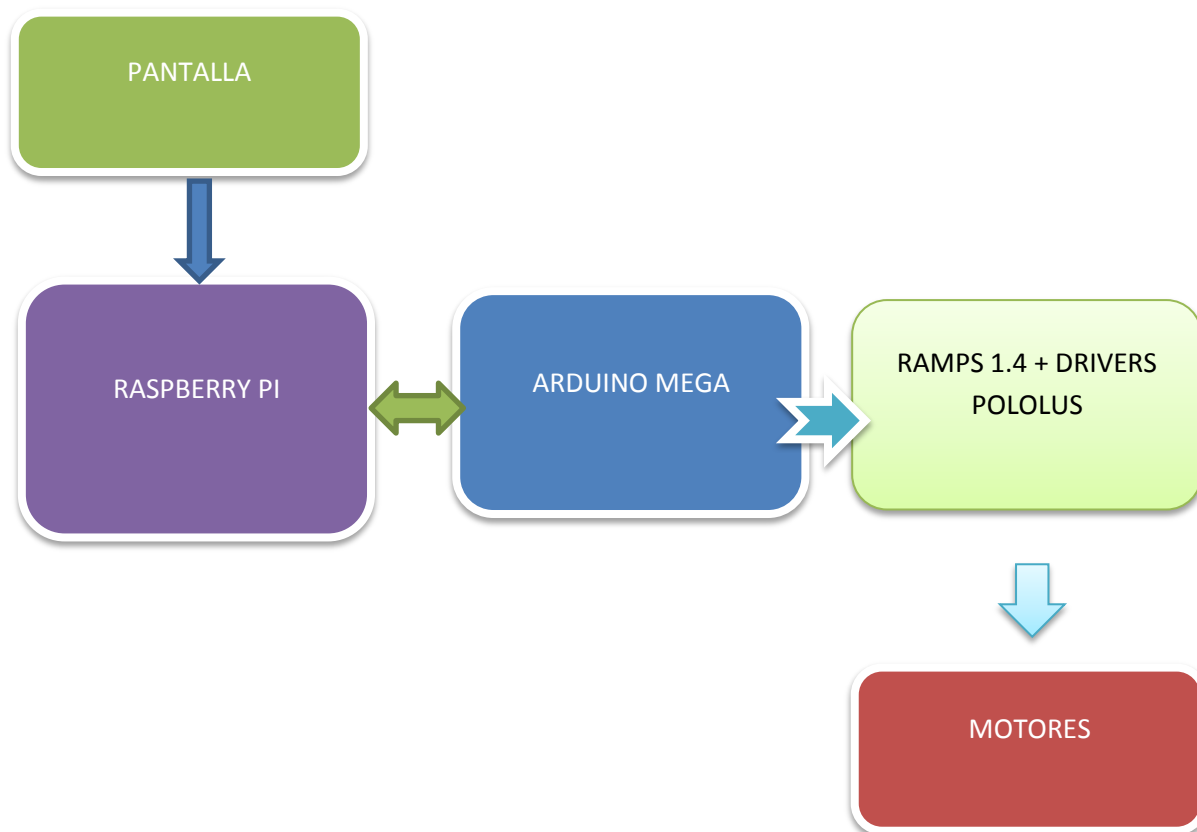 PANTALLA
RASPBERRY PI
ARDUINO MEGA
RAMPS 1.4 + DRIVERS
POLOLUS
MOTORES